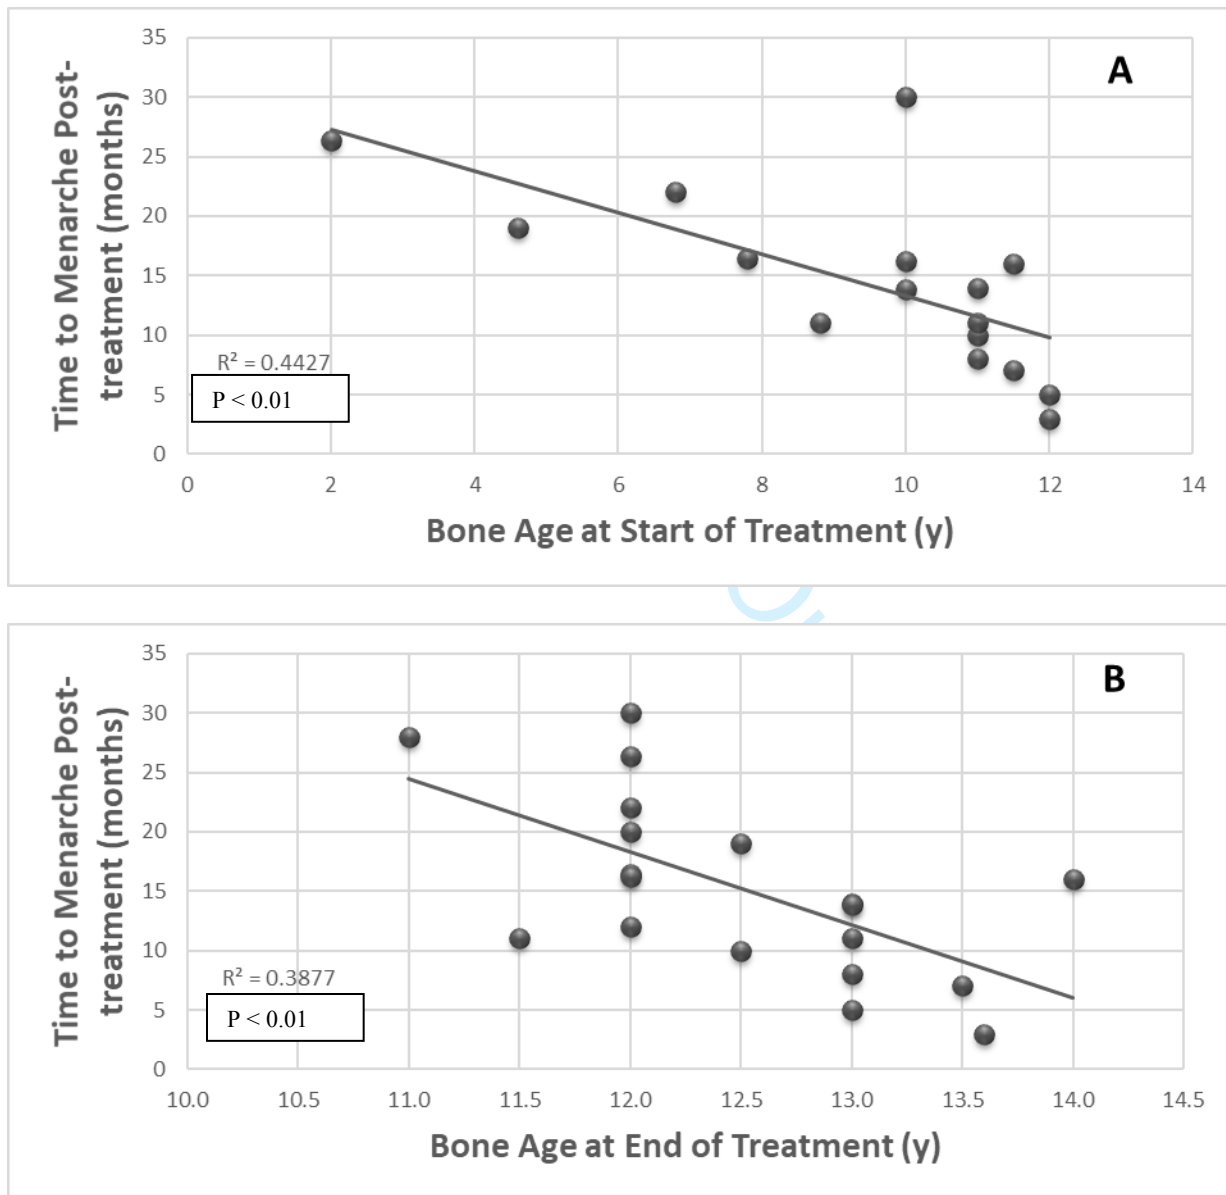 A
35
30
25
20
15
10
5
0
Time to Menarche Post-
treatment (months)
R² = 0.4427
P < 0.01
0 2 4 6 8 10 12 14
Bone Age at Start of Treatment (y)
B
35
30
25
20
15
10
5
0
Time to Menarche Post-
treatment (months)
R² = 0.3877
P < 0.01
10.0 10.5 11.0 11.5 12.0 12.5 13.0 13.5 14.0 14.5
Bone Age at End of Treatment (y)